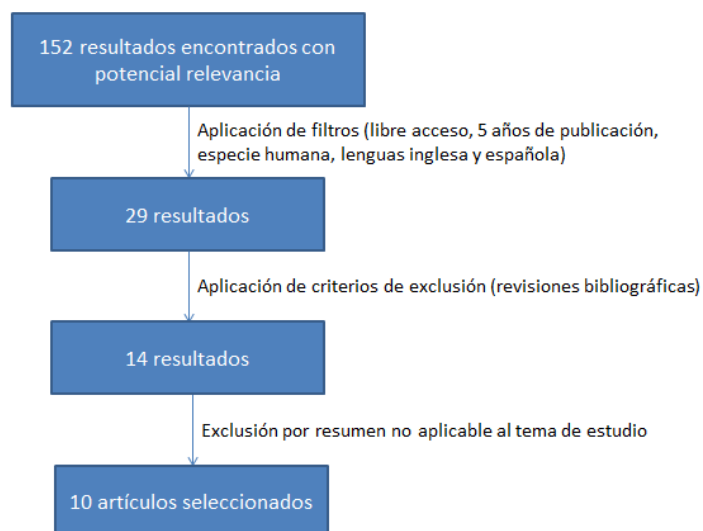 152 resultados encontrados con
potencial relevancia
Aplicación de filtros (libre acceso, 5 años de publicación,
especie humana, lenguas inglesa y española)
29 resultados
Aplicación de criterios de exclusión (revisiones bibliográficas)
14 resultados
Exclusión por resumen no aplicable al tema de estudio
10 artículos seleccionados